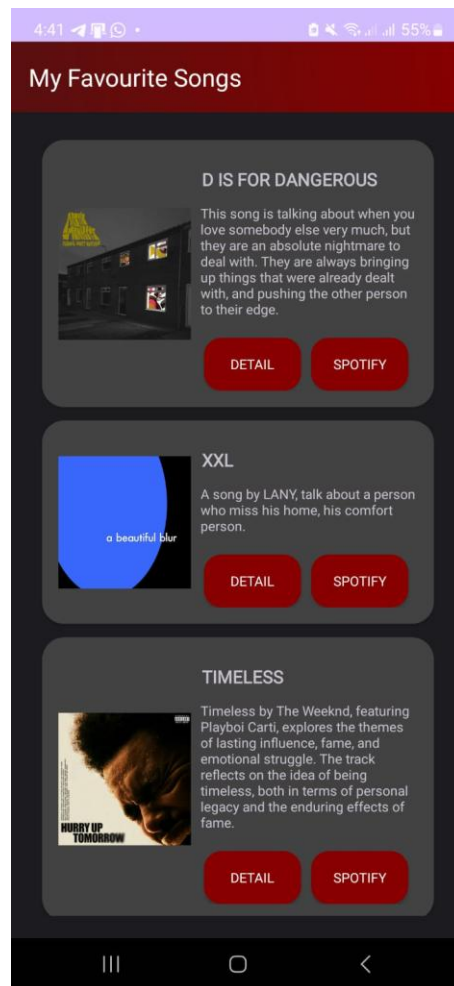 4:41
55%
My Favourite Songs
D IS FOR DANGEROUS
This song is talking about when you
love somebody else very much, but
they are an absolute nightmare to
deal with. They are always bringing
up things that were already dealt
with, and pushing the other person
to their edge.
DETAIL
SPOTIFY
XXL
a beautiful blur
A song by LANY, talk about a person
who miss his home, his comfort
person.
DETAIL
SPOTIFY
TIMELESS
Timeless by The Weeknd, featuring
Playboi Carti, explores the themes
of lasting influence, fame, and
emotional struggle. The track
reflects on the idea of being
timeless, both in terms of personal
legacy and the enduring effects of
fame.
HURRY UP
TOMORROW
DETAIL
SPOTIFY